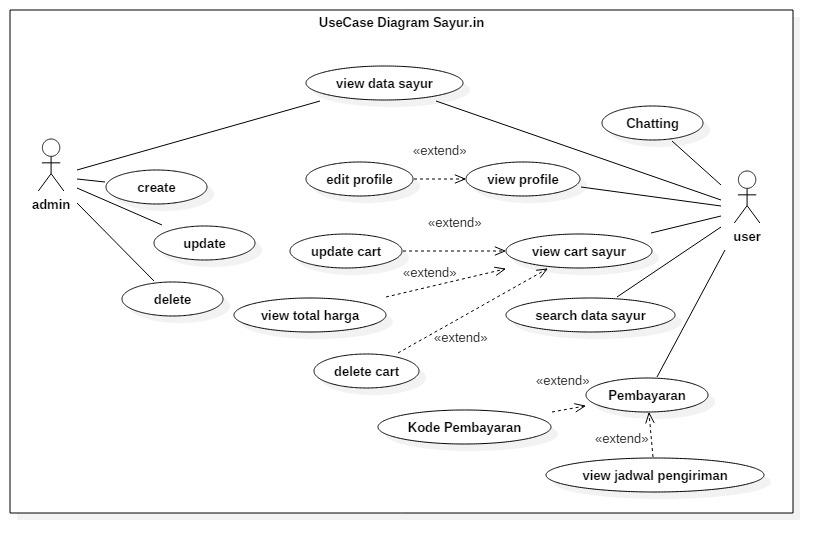 UseCase Diagram Sayur.in
view data sayur
Chatting
«extend»
edit profile
view profile
create
admin
«extend»
user
update
update cart
view cart sayur
«extend»
delete
view total harga
search data sayur
«extend»
delete cart
«extend»
Pembayaran
Kode Pembayaran
«extend»
view jadwal pengiriman